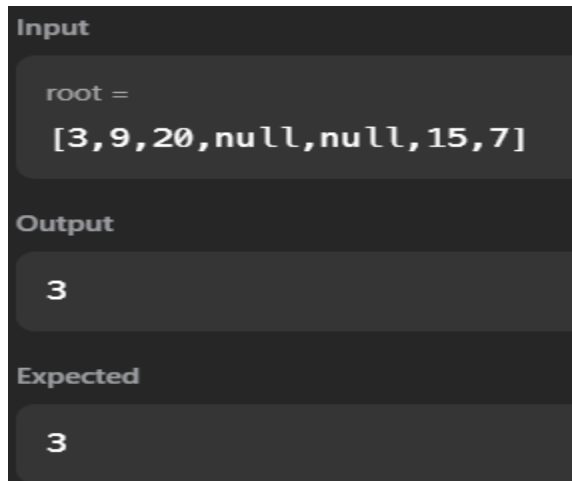 Input
root =
[3,9,20,null,null,15,7]
Output
3
Expected
3